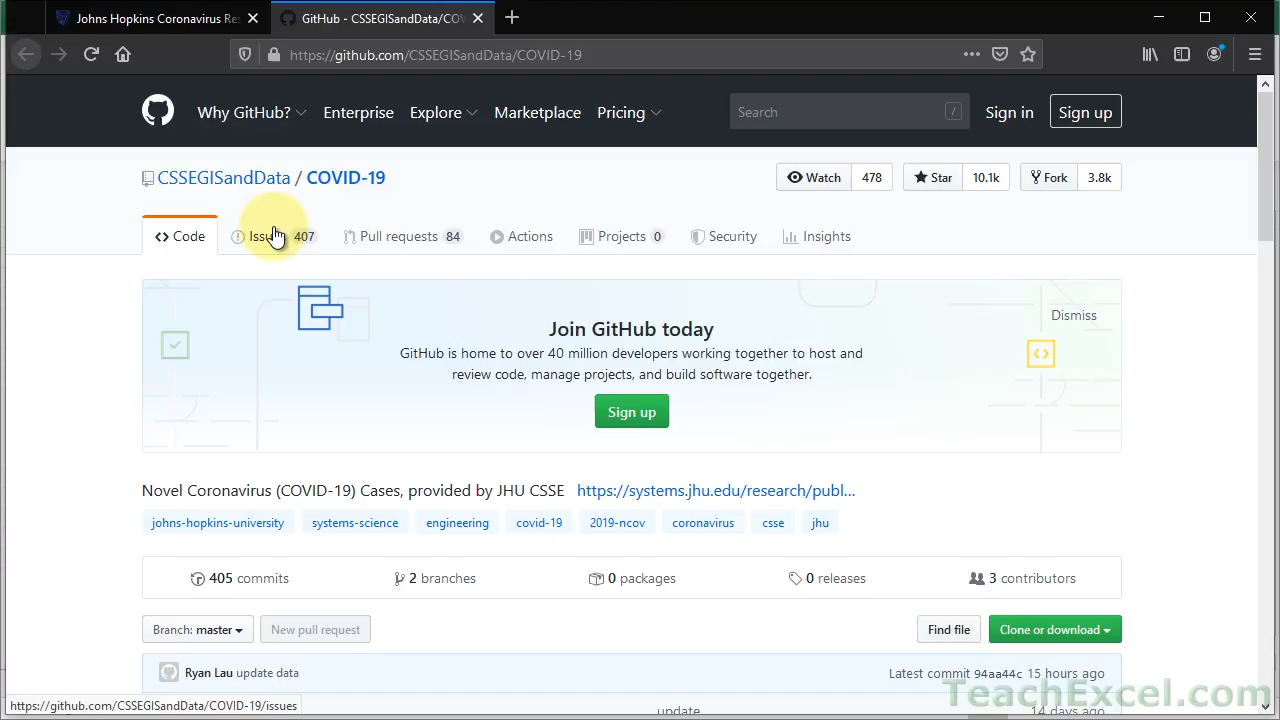 Johns Hopkins Coronavirus Res
GitHub - CSSEGISandData/COV
https://github.com/CSSEGISandData/COVID-19
Why GitHub? Enterprise Explore Marketplace Pricing Search / Sign in Sign up
CSSEGISandData / COVID-19
Watch 478 Star 10.1k Fork 3.8k
Code Issu 407 Pull requests 84 Actions Projects 0 Security Insights
Join GitHub today
Dismiss
GitHub is home to over 40 million developers working together to host and
review code, manage projects, and build software together.
Sign up
Novel Coronavirus (COVID-19) Cases, provided by JHU CSSE https://systems.jhu.edu/research/publ...
johns-hopkins-university systems-science engineering covid-19 2019-ncov coronavirus csse jhu
405 commits 2 branches 0 packages 0 releases 3 contributors
Branch: master New pull request Find file Clone or download
Ryan Lau update data Latest commit 94aa44c 15 hours ago
https://github.com/CSSEGISandData/COVID-19/issues
update 14 days ago
TeachExcel.com